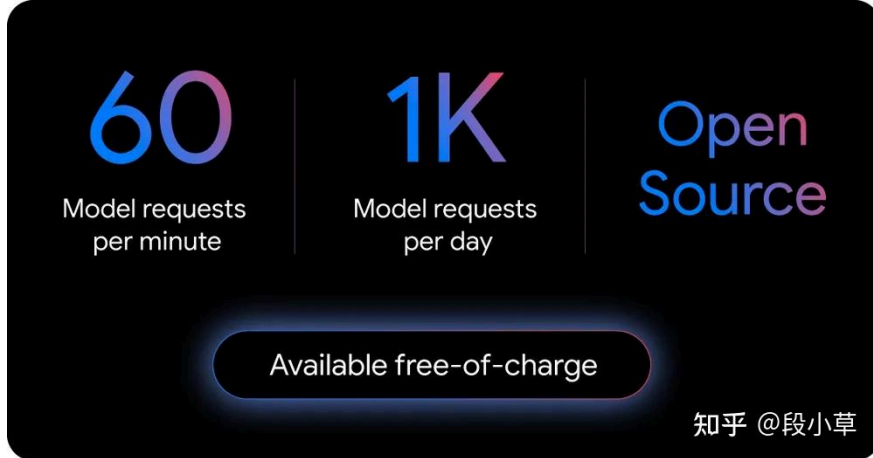 60
Model requests
per minute
1K
Model requests
per day
Open
Source
Available free-of-charge
知乎 @段小草